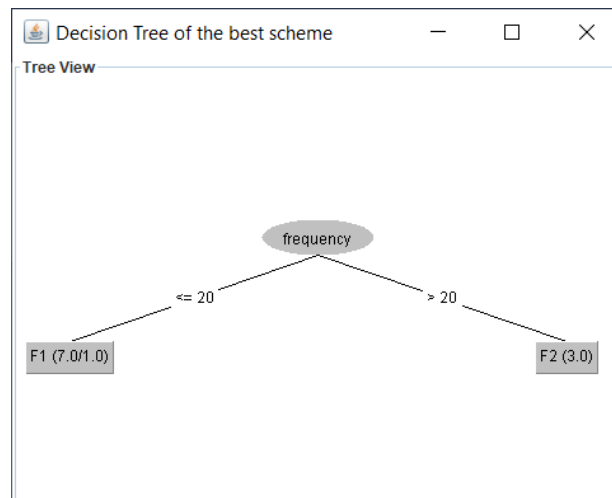 Decision Tree of the best scheme
Tree View
frequency
<= 20
> 20
F1 (7.0/1.0)
F2 (3.0)